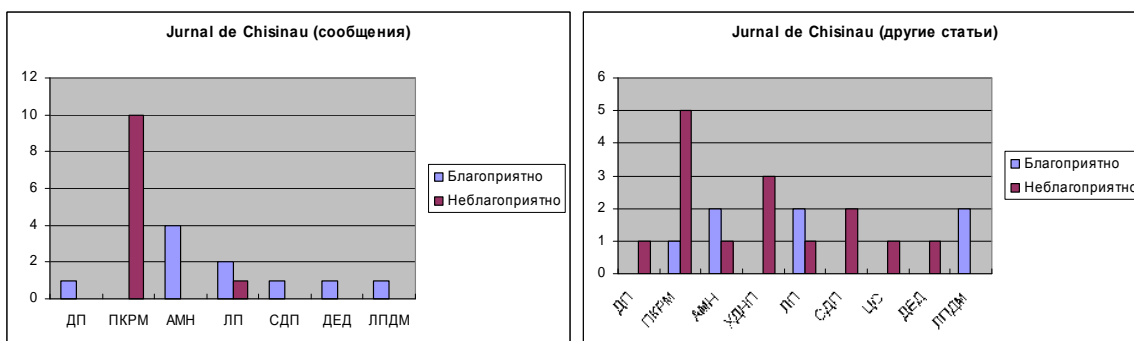 Jurnal de Chisinau (сообщения)
12
10
8
6
4
2
0
ДП ПКРМ АМН ЛП СДП ДЕД ЛПДМ
Благоприятно
Неблагоприятно
Jurnal de Chisinau (другие статьи)
6
5
4
3
2
1
0
ДП ПКРМ АМН ХДНП ЛП СДП ЦС ДЕД ЛПДМ
Благоприятно
Неблагоприятно